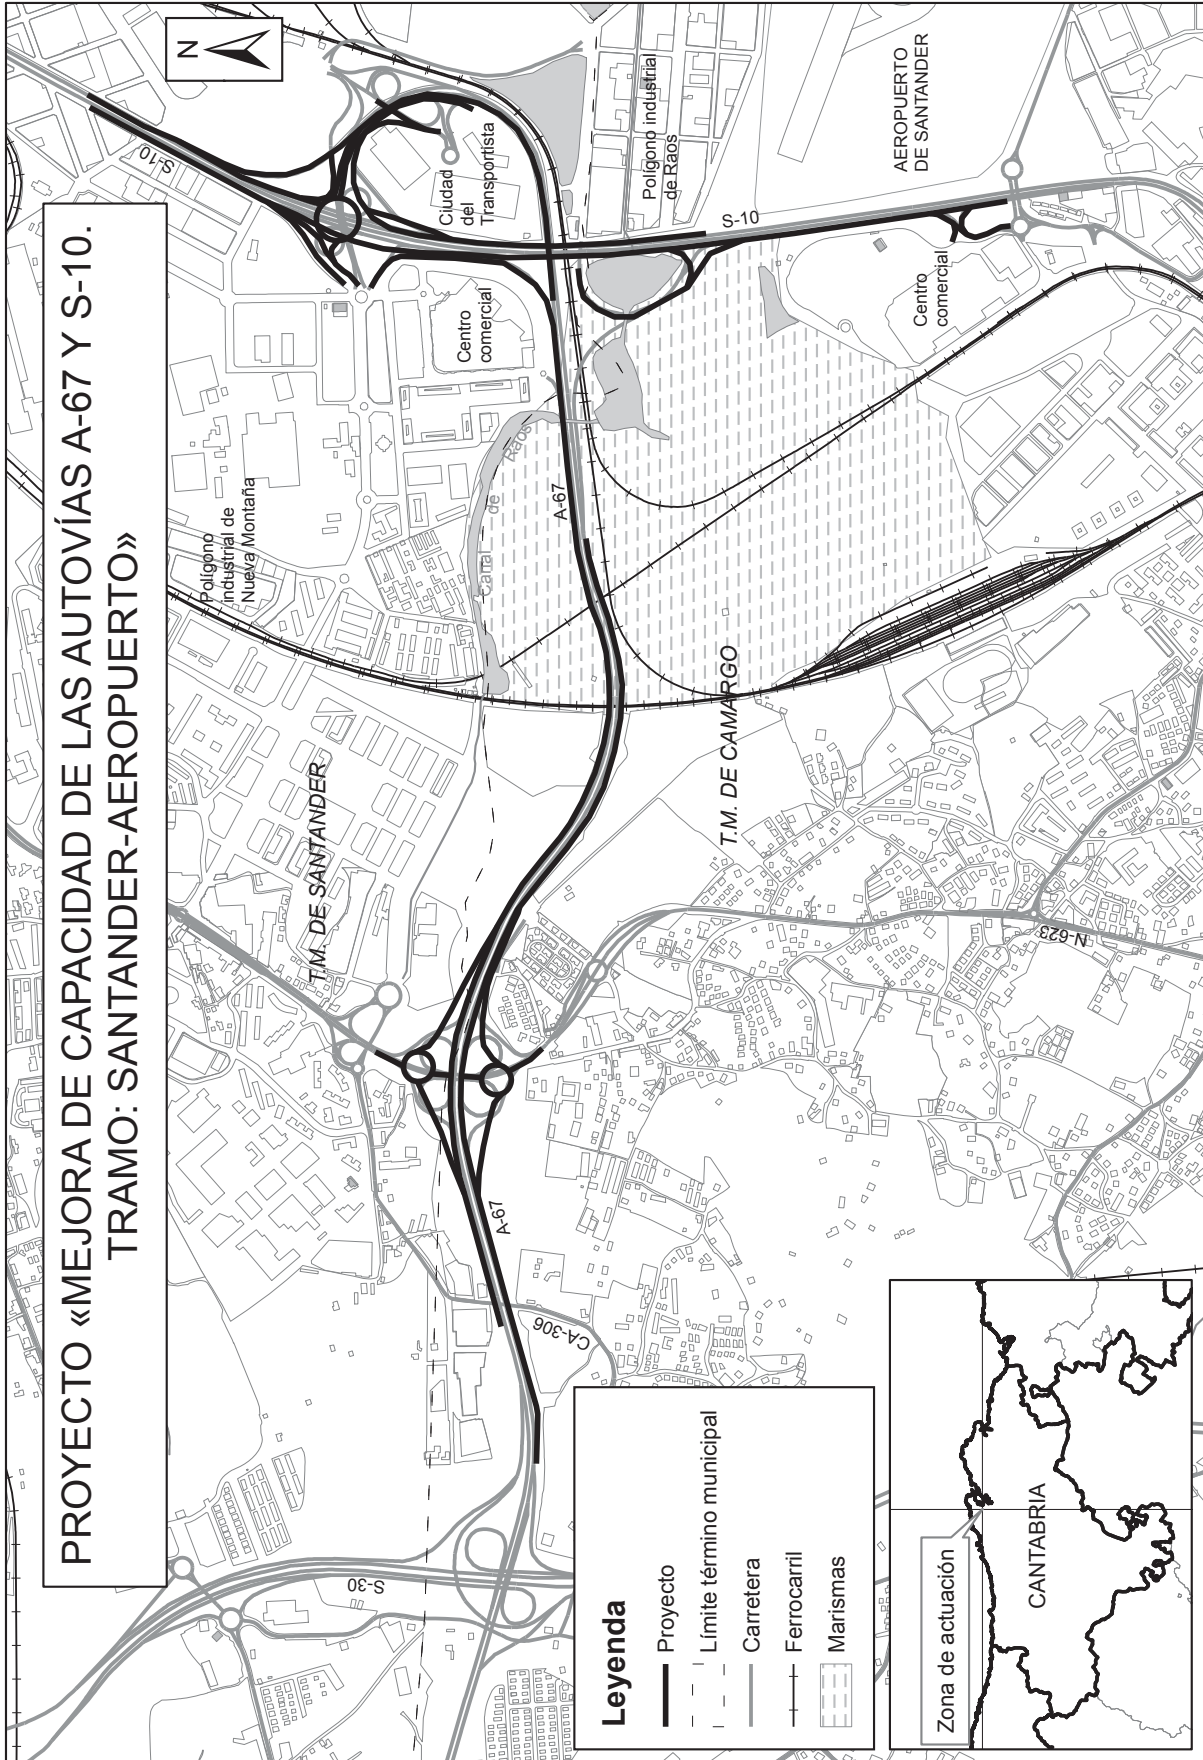 PROYECTO «MEJORA DE CAPACIDAD DE LAS AUTOVÍAS A-67 Y S-10.
TRAMO: SANTANDER-AEROPUERTO»
N
S-10
Ciudad
del
Transportista
Polígono industrial
de Raos
AEROPUERTO
DE SANTANDER
S-10
Centro
comercial
Centro
comercial
Polígono
industrial de
Nueva Montaña
Canal de Raos
A-67
T.M. DE SANTANDER
T.M. DE CAMARGO
N-623
A-67
CA-306
S-30
Leyenda
Proyecto
Límite término municipal
Carretera
Ferrocarril
Marismas
Zona de actuación
CANTABRIA